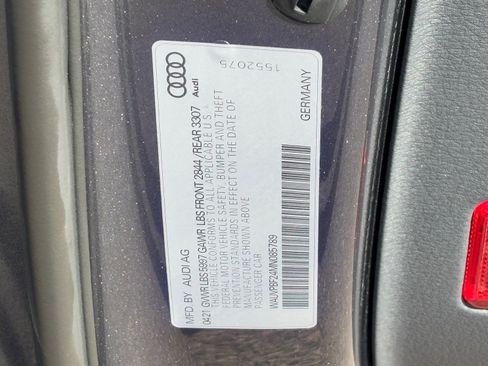 1552075
Audi
MFD. BY AUDI AG
GERMANY
04.21 GVWR LBS 5997 GAWR LBS FRONT 2844 / REAR 3307
THIS VEHICLE CONFORMS TO ALL APPLICABLE U.S.
FEDERAL MOTOR VEHICLE SAFETY, BUMPER AND THEFT
PREVENTION STANDARDS IN EFFECT ON THE DATE OF
MANUFACTURE SHOWN ABOVE
PASSENGER CAR
WAUVPBFZ4MN085789